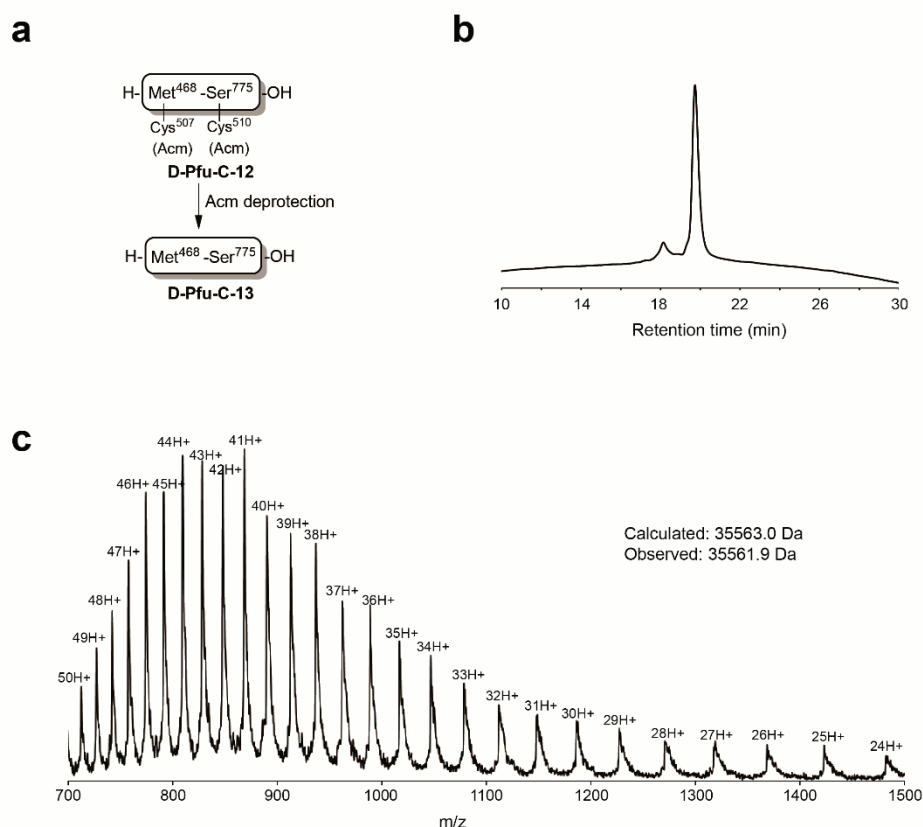 a
H- Met468 -Ser775 -OH
Cys507 Cys510
(Acm) (Acm)
D-Pfu-C-12
Acm deprotection
H- Met468 -Ser775 -OH
D-Pfu-C-13
b
10 14 18 22 26 30
Retention time (min)
c
50H+ 49H+ 48H+ 47H+ 46H+ 45H+ 44H+ 43H+ 42H+ 41H+ 40H+ 39H+ 38H+ 37H+ 36H+ 35H+ 34H+ 33H+ 32H+ 31H+ 30H+ 29H+ 28H+ 27H+ 26H+ 25H+ 24H+
Calculated: 35563.0 Da
Observed: 35561.9 Da
700 800 900 1000 1100 1200 1300 1400 1500
m/z